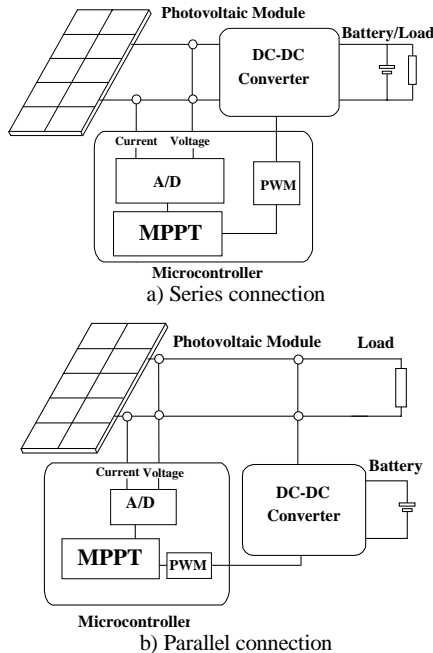 Photovoltaic Module
Battery/Load
DC-DC
Converter
Current Voltage
A/D
PWM
MPPT
Microcontroller
a) Series connection
Photovoltaic Module
Load
Battery
Current Voltage
A/D
DC-DC
Converter
MPPT
PWM
Microcontroller
b) Parallel connection